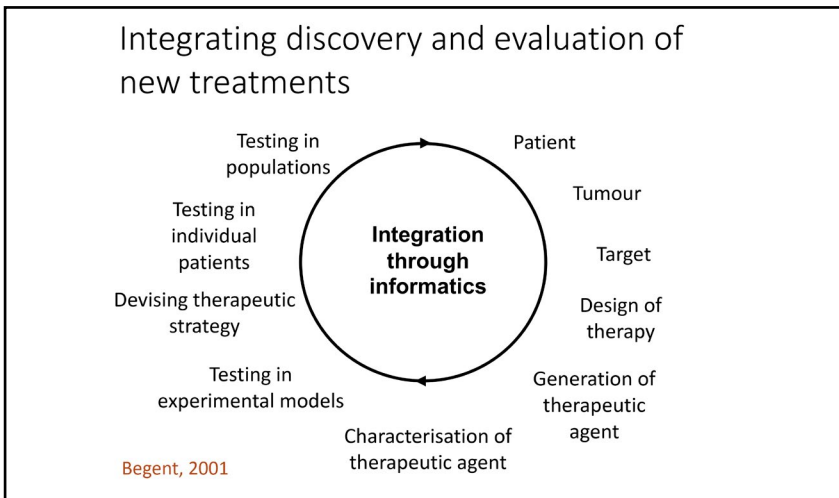 Integrating discovery and evaluation of
new treatments
Patient
Tumour
Target
Design of
therapy
Generation of
therapeutic
agent
Characterisation of
therapeutic agent
Testing in
experimental models
Devising therapeutic
strategy
Testing in
individual
patients
Testing in
populations
Integration
through
informatics
Begent, 2001